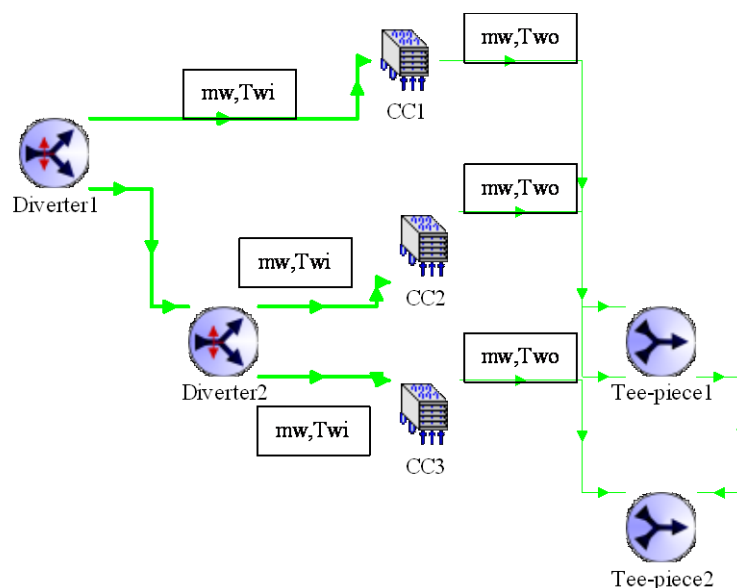 mw,Two
mw,Twi
CC1
Diverter1
mw,Two
mw,Twi
CC2
mw,Two
Diverter2
Tee-piece1
mw,Twi
CC3
Tee-piece2